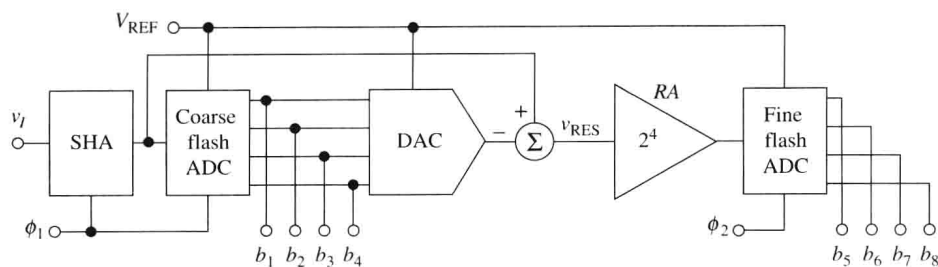 V_REF
v_I
SHA
Coarse
flash
ADC
DAC
+
−
Σ
v_RES
RA
2^4
Fine
flash
ADC
ϕ_1
b_1 b_2 b_3 b_4
ϕ_2
b_5 b_6 b_7 b_8